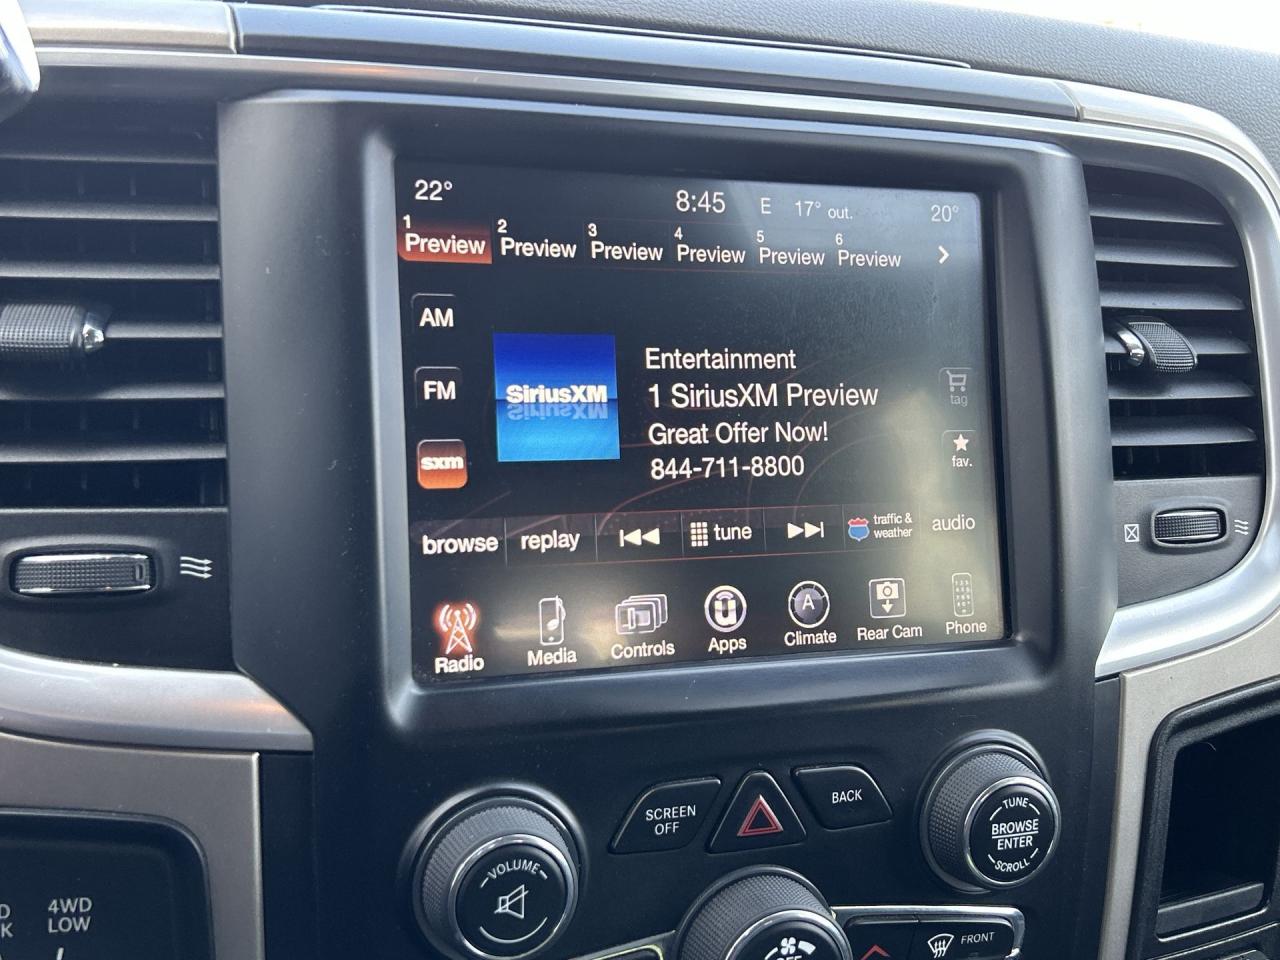 22°
8:45 E 17° out.
20°
1 Preview
2 Preview
3 Preview
4 Preview
5 Preview
6 Preview
AM
FM
sxm
SiriusXM
Entertainment
1 SiriusXM Preview
Great Offer Now!
844-711-8800
tag
fav.
browse
replay
tune
traffic &
weather
audio
Radio
Media
Controls
Apps
A
Climate
Rear Cam
Phone
SCREEN
OFF
BACK
VOLUME
TUNE
BROWSE
ENTER
SCROLL
4WD
LOW
OFF
FRONT